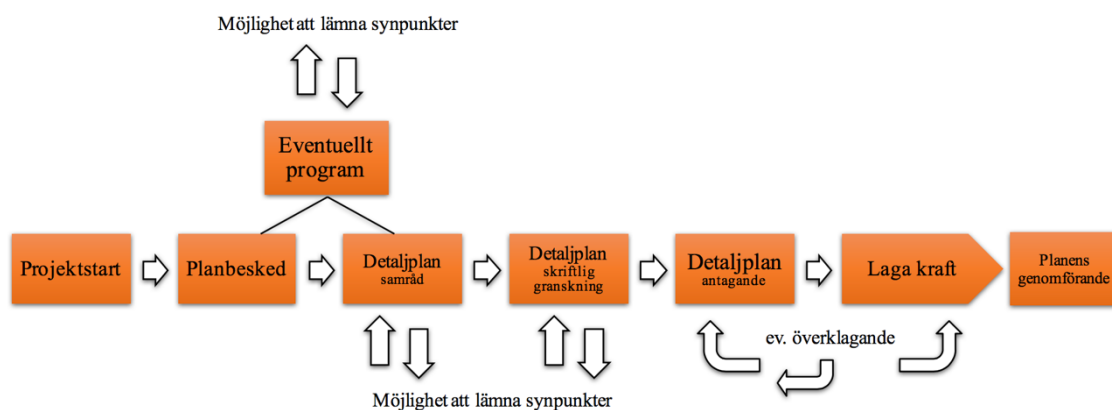 Möjlighet att lämna synpunkter
Eventuellt
program
Projektstart
Planbesked
Detaljplan
samråd
Detaljplan
skriftlig
granskning
Detaljplan
antagande
Laga kraft
Planens
genomförande
ev. överklagande
Möjlighet att lämna synpunkter